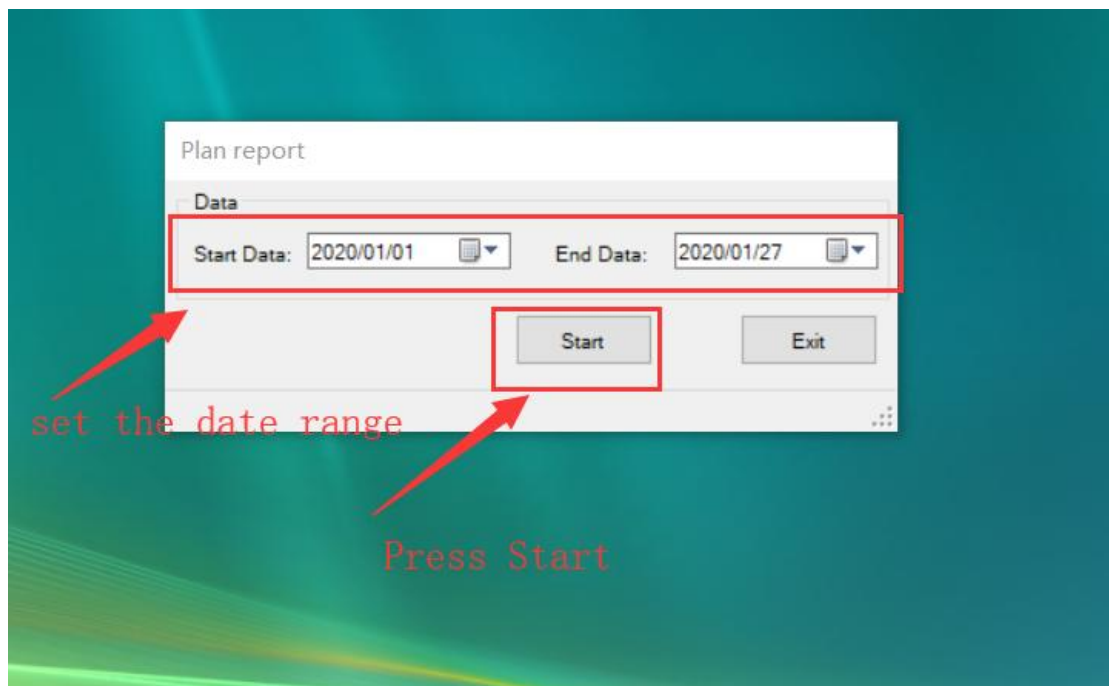 Plan report
Data
Start Data: 2020/01/01 End Data: 2020/01/27
Start Exit
set the date range
Press Start